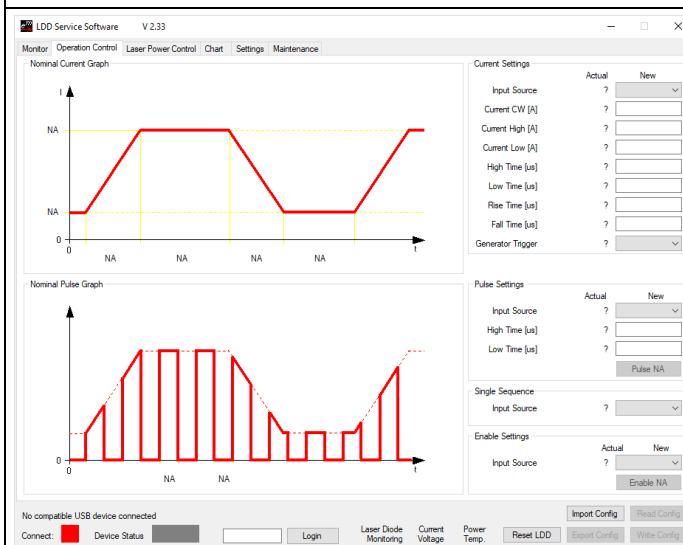 LDD Service Software V 2.33
Monitor Operation Control Laser Power Control Chart Settings Maintenance
Nominal Current Graph
I
NA
NA
0
0
NA NA NA NA
t
Current Settings
Actual New
Input Source ?
Current CW [A] ?
Current High [A] ?
Current Low [A] ?
High Time [us] ?
Low Time [us] ?
Rise Time [us] ?
Fall Time [us] ?
Generator Trigger ?
Nominal Pulse Graph
0
0
NA NA
t
Pulse Settings
Actual New
Input Source ?
High Time [us] ?
Low Time [us] ?
Pulse NA
Single Sequence
Input Source ?
Enable Settings
Actual New
Input Source ?
Enable NA
No compatible USB device connected
Import Config Read Config
Connect: Device Status Login Laser Diode Monitoring Current Voltage Power Temp. Reset LDD Export Config Write Config